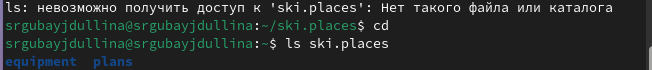 ls: невозможно получить доступ к 'ski.places': Нет такого файла или каталога
srgubayjdullina@srgubayjdullina:~/ski.places$ cd
srgubayjdullina@srgubayjdullina:~$ ls ski.places
equipment  plans